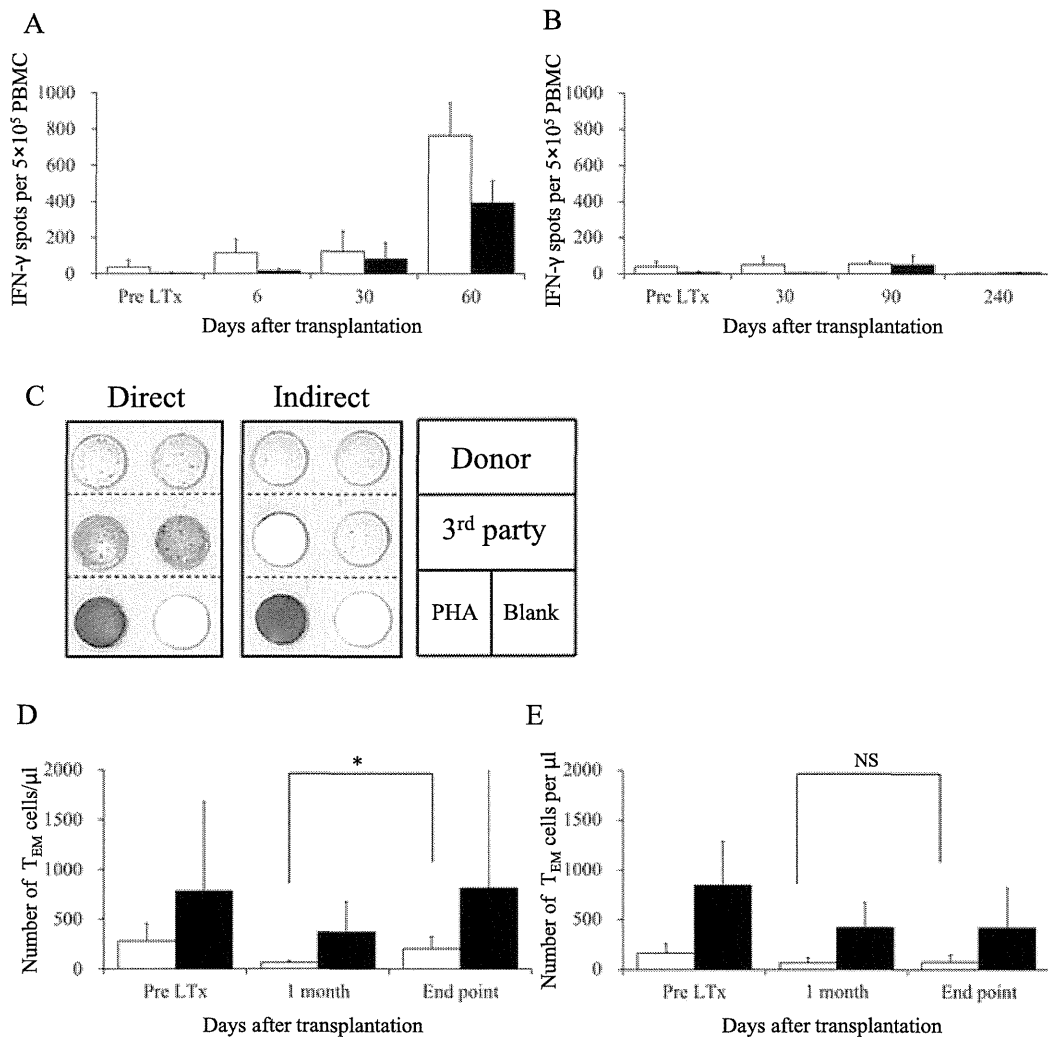 A
IFN-γ spots per 5×10⁵ PBMC
1000
800
600
400
200
0
Pre LTx 6 30 60
Days after transplantation
B
IFN-γ spots per 5×10⁵ PBMC
1000
800
600
400
200
0
Pre LTx 30 90 240
Days after transplantation
C
Direct Indirect
Donor
3rd party
PHA Blank
D
Number of TEM cells/μl
2000
1500
1000
500
0
*
Pre LTx 1 month End point
Days after transplantation
E
Number of TEM cells per μl
2000
1500
1000
500
0
NS
Pre LTx 1 month End point
Days after transplantation